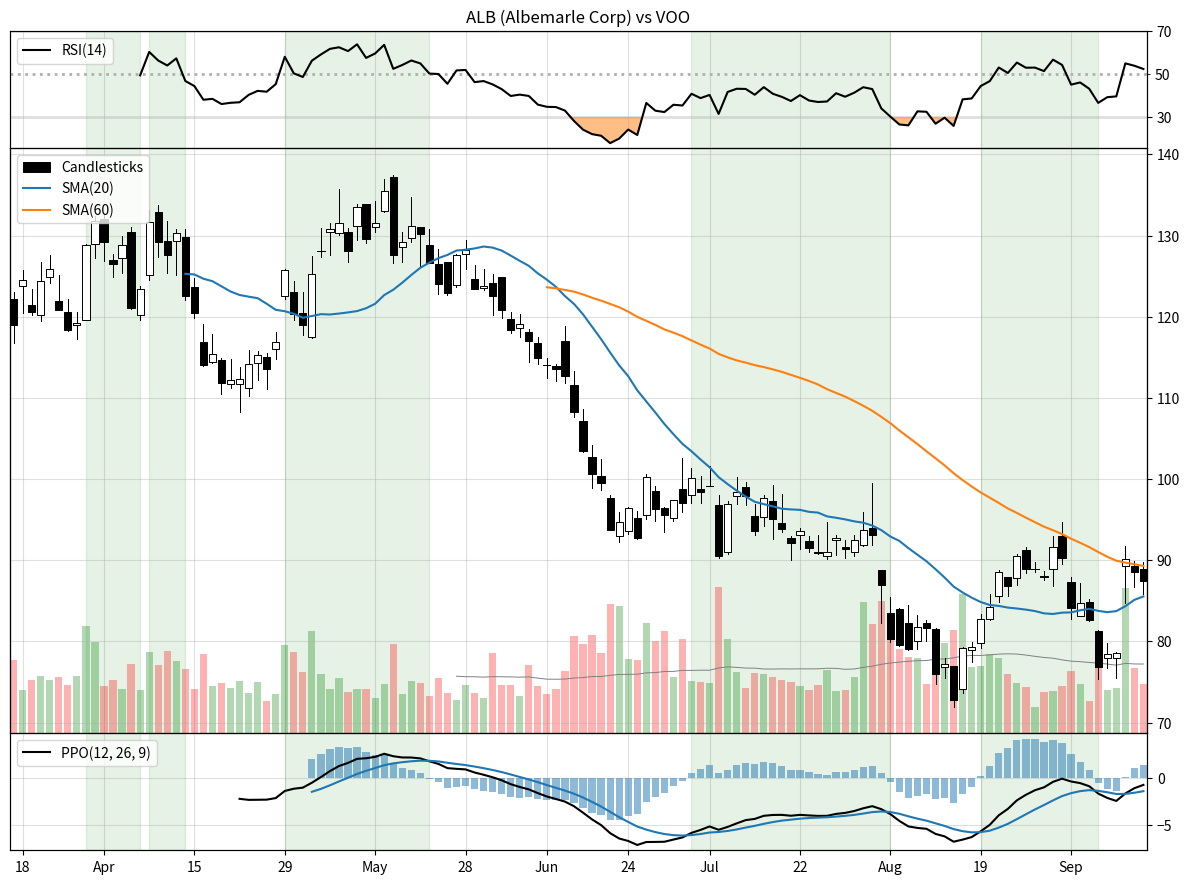 ALB (Albemarle Corp) vs VOO
RSI(14)
70
50
30
Candlesticks
SMA(20)
SMA(60)
140
130
120
110
100
90
80
70
PPO(12, 26, 9)
0
−5
18 Apr 15 29 May 28 Jun 24 Jul 22 Aug 19 Sep